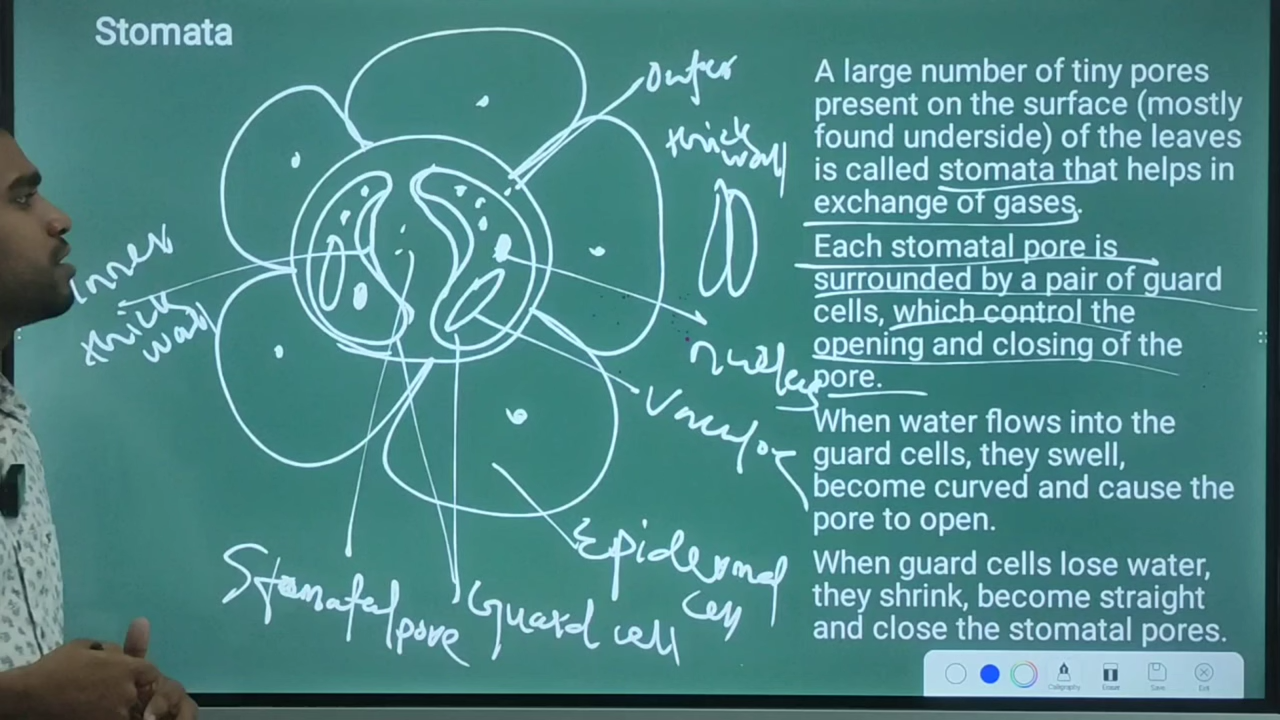 Stomata
Outer
thick
wall
Inner
thick
wall
Nucleus
Vacuole
Epidermal
cell
Stomatal
pore
Guard cell
A large number of tiny pores
present on the surface (mostly
found underside) of the leaves
is called stomata that helps in
exchange of gases.
Each stomatal pore is
surrounded by a pair of guard
cells, which control the
opening and closing of the
pore.
When water flows into the
guard cells, they swell,
become curved and cause the
pore to open.
When guard cells lose water,
they shrink, become straight
and close the stomatal pores.
Calligraphy
Eraser
Save
Exit